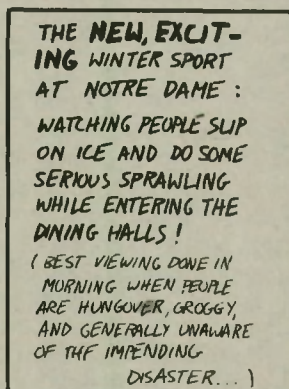 THE NEW, EXCIT-
ING WINTER SPORT
AT NOTRE DAME :
WATCHING PEOPLE SLIP
ON ICE AND DO SOME
SERIOUS SPRAWLING
WHILE ENTERING THE
DINING HALLS !
( BEST VIEWING DONE IN
MORNING WHEN PEOPLE
ARE HUNGOVER, GROGGY,
AND GENERALLY UNAWARE
OF THE IMPENDING
DISASTER... )